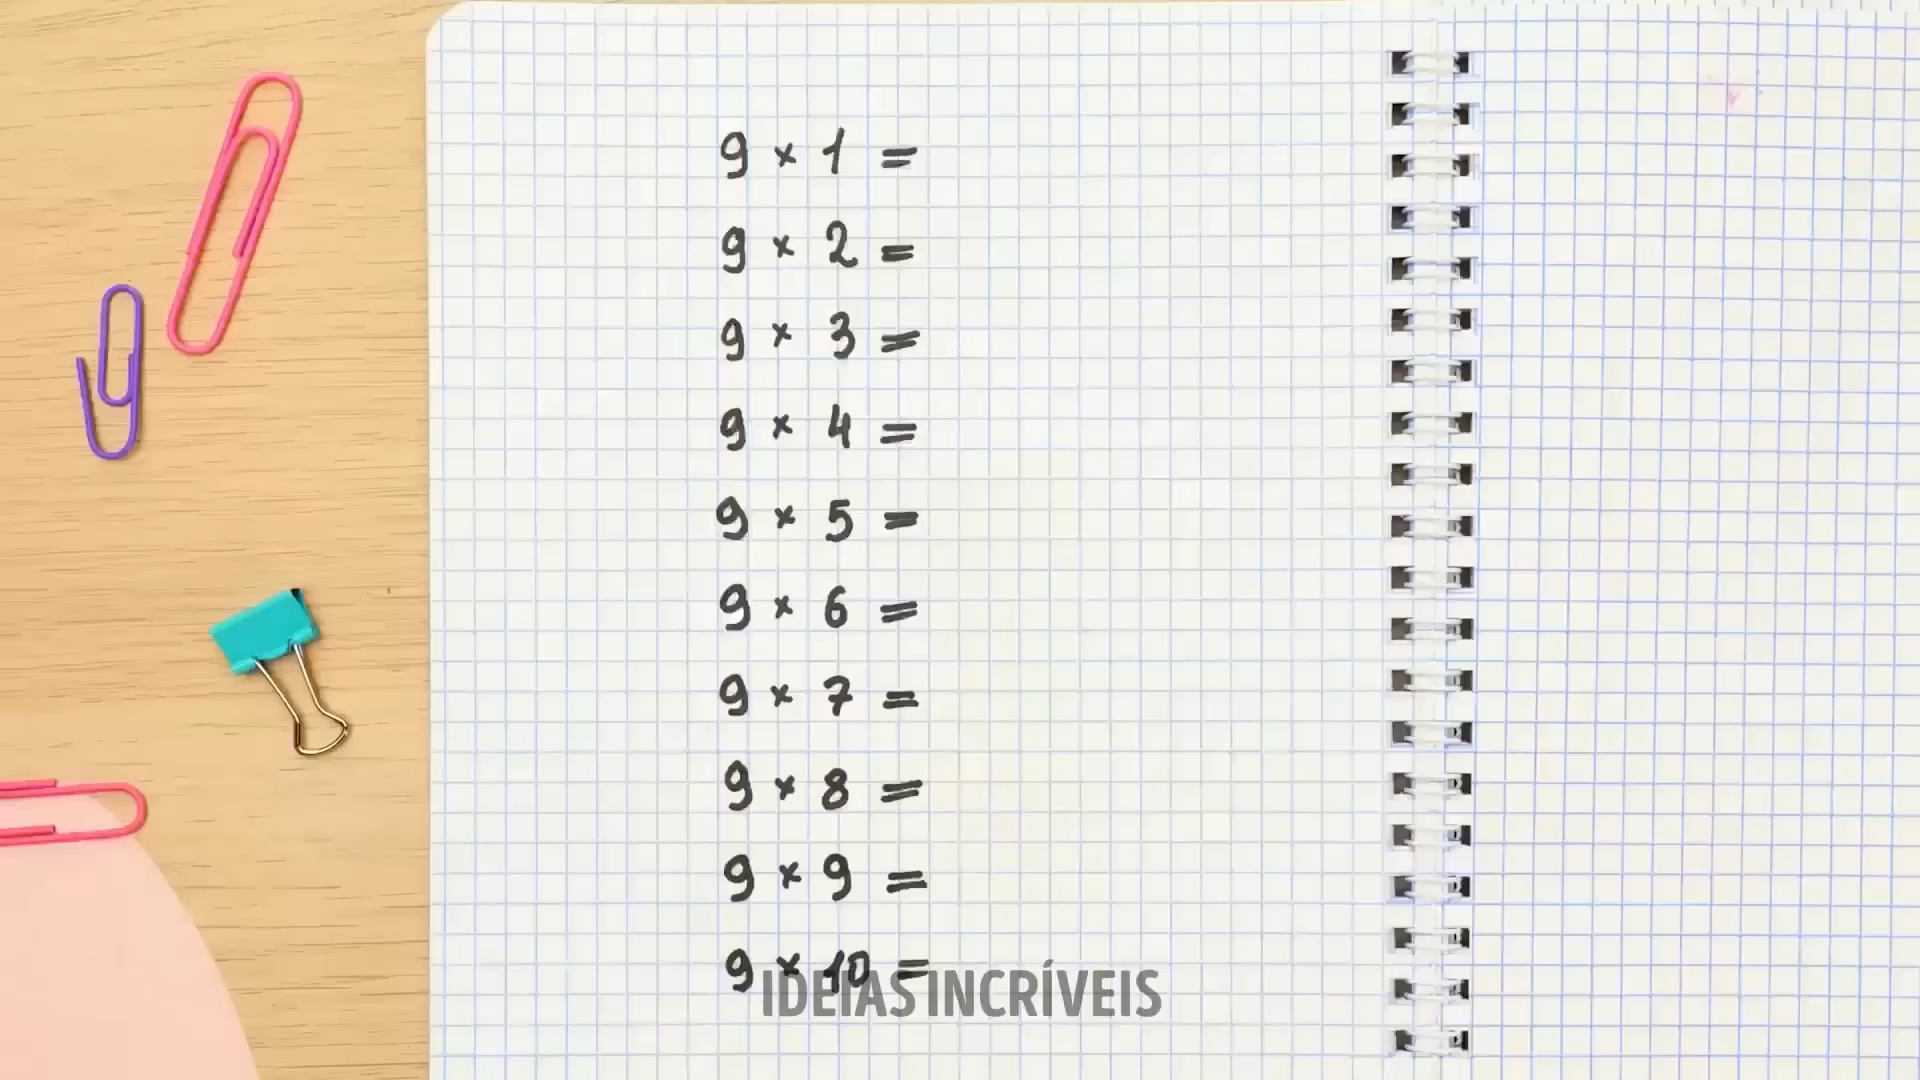 9 × 1 =
9 × 2 =
9 × 3 =
9 × 4 =
9 × 5 =
9 × 6 =
9 × 7 =
9 × 8 =
9 × 9 =
9 × 10 =
IDEIAS INCRÍVEIS